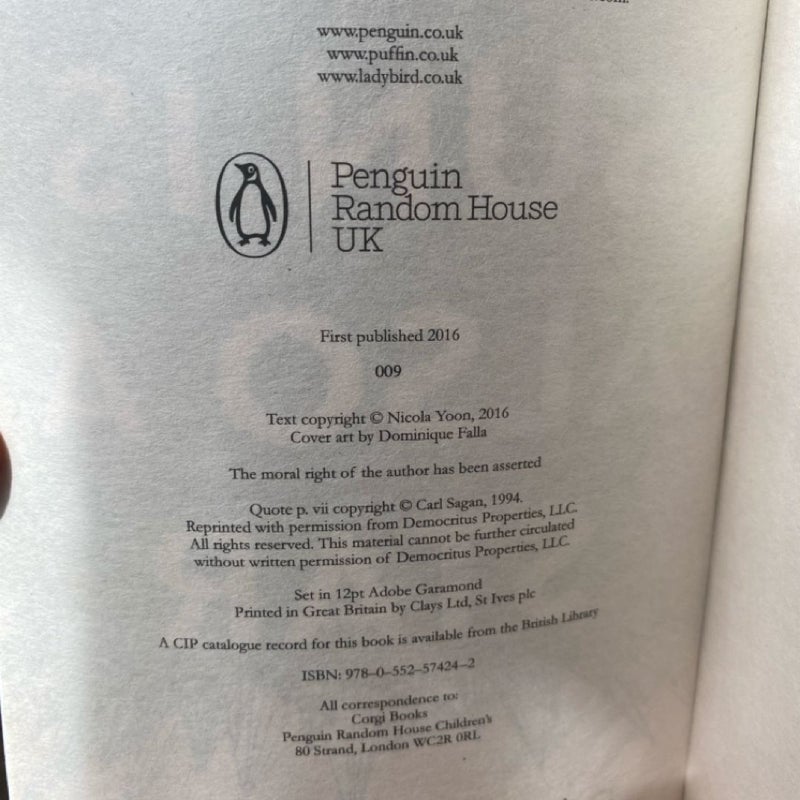 www.penguin.co.uk
www.puffin.co.uk
www.ladybird.co.uk
Penguin
Random House
UK
First published 2016
009
Text copyright © Nicola Yoon, 2016
Cover art by Dominique Falla
The moral right of the author has been asserted
Quote p. vii copyright © Carl Sagan, 1994.
Reprinted with permission from Democritus Properties, LLC.
All rights reserved. This material cannot be further circulated
without written permission of Democritus Properties, LLC.
Set in 12pt Adobe Garamond
Printed in Great Britain by Clays Ltd, St Ives plc
A CIP catalogue record for this book is available from the British Library
ISBN: 978–0–552–57424–2
All correspondence to:
Corgi Books
Penguin Random House Children's
80 Strand, London WC2R 0RL